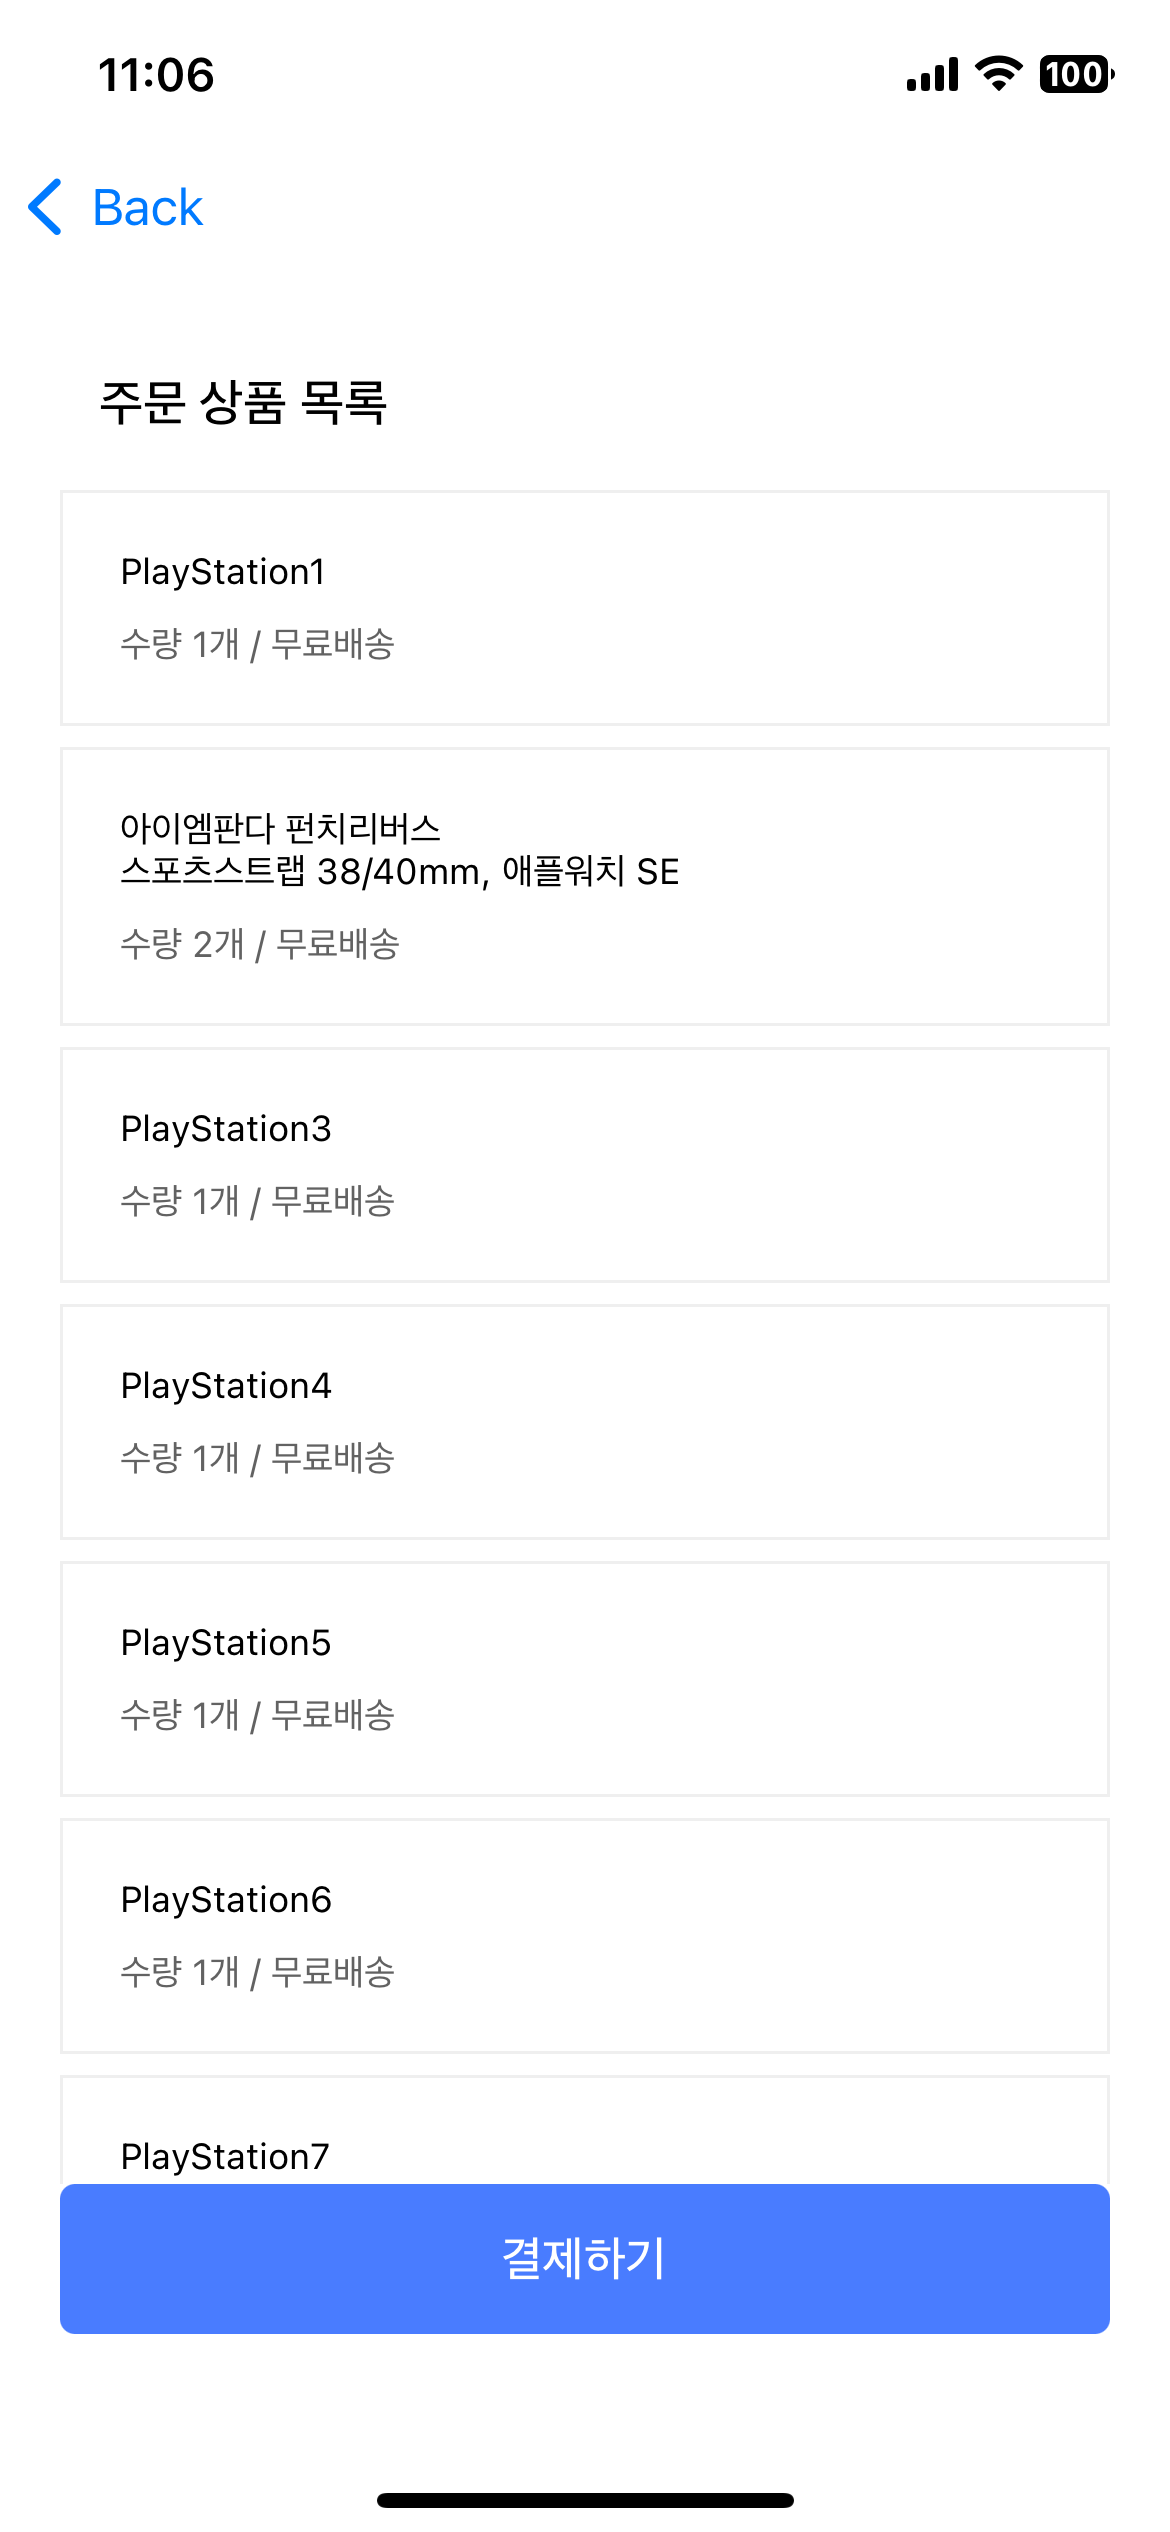 11:06
100
Back
주문 상품 목록
PlayStation1
수량 1개 / 무료배송
아이엠판다 펀치리버스
스포츠스트랩 38/40mm, 애플워치 SE
수량 2개 / 무료배송
PlayStation3
수량 1개 / 무료배송
PlayStation4
수량 1개 / 무료배송
PlayStation5
수량 1개 / 무료배송
PlayStation6
수량 1개 / 무료배송
PlayStation7
결제하기